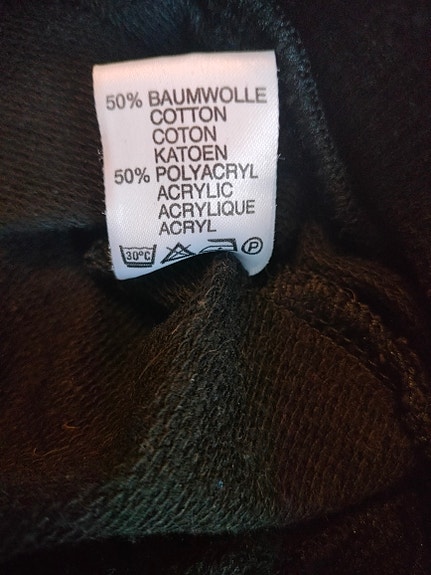 50% BAUMWOLLE
COTTON
COTON
KATOEN
50% POLYACRYL
ACRYLIC
ACRYLIQUE
ACRYL
30°C P